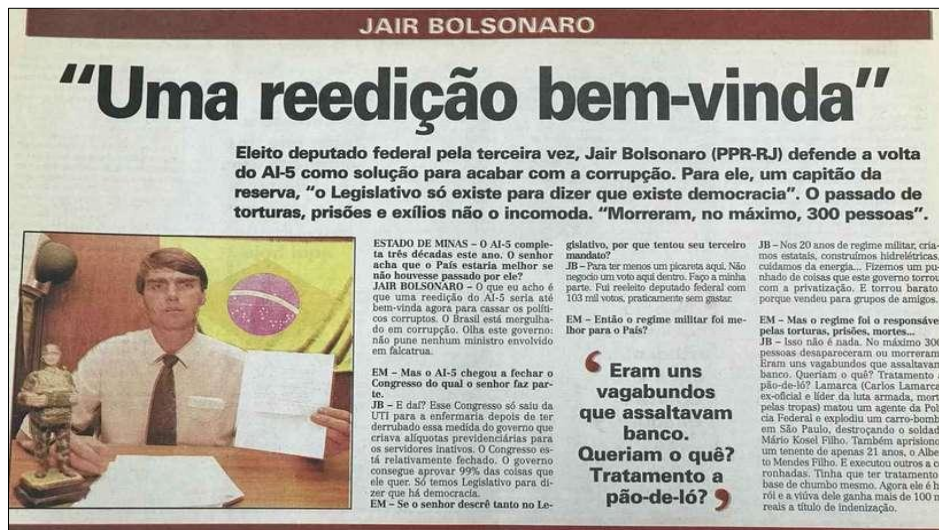 JAIR BOLSONARO
“Uma reedição bem-vinda”
Eleito deputado federal pela terceira vez, Jair Bolsonaro (PPR-RJ) defende a volta
do AI-5 como solução para acabar com a corrupção. Para ele, um capitão da
reserva, “o Legislativo só existe para dizer que existe democracia”. O passado de
torturas, prisões e exílios não o incomoda. “Morreram, no máximo, 300 pessoas”.
ESTADO DE MINAS – O AI-5 comple-
ta três décadas este ano. O senhor
acha que o País estaria melhor se
não houvesse passado por ele?
JAIR BOLSONARO – O que eu acho é
que uma reedição do AI-5 seria até
bem-vinda agora para cassar os políti-
cos corruptos. O Brasil está mergulha-
do em corrupção. Olha este governo:
não pune nenhum ministro envolvido
em falcatrua.
EM – Mas o AI-5 chegou a fechar o
Congresso do qual o senhor faz par-
te.
JB – E daí? Esse Congresso só saiu da
UTI para a enfermaria depois de ter
derrubado essa medida do governo que
criava alíquotas previdenciárias para
os servidores inativos. O Congresso es-
tá relativamente fechado. O governo
consegue aprovar 99% das coisas que
ele quer. Só temos Legislativo para di-
zer que há democracia.
EM – Se o senhor descrê tanto no Le-
gislativo, por que tentou seu terceiro
mandato?
JB – Para ter menos um picareta aqui. Não
negocio um voto aqui dentro. Faço a minha
parte. Fui reeleito deputado federal com
103 mil votos, praticamente sem gastar.
EM – Então o regime militar foi me-
lhor para o País?
‘ Eram uns
vagabundos
que assaltavam
banco.
Queriam o quê?
Tratamento a
pão-de-ló? ’
JB – Nos 20 anos de regime militar, cria-
mos estatais, construímos hidrelétricas,
cuidamos da energia... Fizemos um pu-
nhado de coisas que este governo torrou
com a privatização. E torrou barato,
porque vendeu para grupos de amigos.
EM – Mas o regime foi o responsáve
pelas torturas, prisões, mortes...
JB – Isso não é nada. No máximo 300
pessoas desapareceram ou morreram.
Eram uns vagabundos que assaltavam
banco. Queriam o quê? Tratamento a
pão-de-ló? Lamarca (Carlos Lamarca,
ex-oficial e líder da luta armada, mort
pelas tropas) matou um agente da Polí
cia Federal e explodiu um carro-bomb
em São Paulo, destroçando o soldad
Mário Kosel Filho. Também aprisiono
um tenente de apenas 21 anos, o Albe
to Mendes Filho. E executou outros a c
ronhadas. Tinha que ter tratamento
base de chumbo mesmo. Agora ele é h
rói e a viúva dele ganha mais de 100 m
reais a título de indenização.